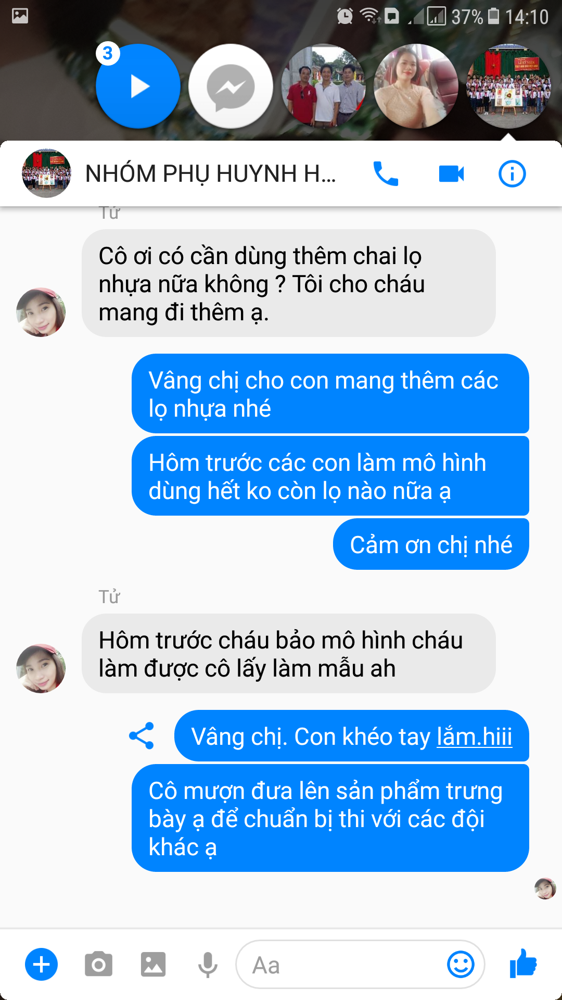 37% 14:10
3
LỄ KỶ NIỆM
NHÓM PHỤ HUYNH H...
Tử
Cô ơi có cần dùng thêm chai lọ
nhựa nữa không ? Tôi cho cháu
mang đi thêm ạ.
Vâng chị cho con mang thêm các
lọ nhựa nhé
Hôm trước các con làm mô hình
dùng hết ko còn lọ nào nữa ạ
Cảm ơn chị nhé
Tử
Hôm trước cháu bảo mô hình cháu
làm được cô lấy làm mẫu ah
Vâng chị. Con khéo tay lắm.hiii
Cô mượn đưa lên sản phẩm trưng
bày ạ để chuẩn bị thi với các đội
khác ạ
Aa